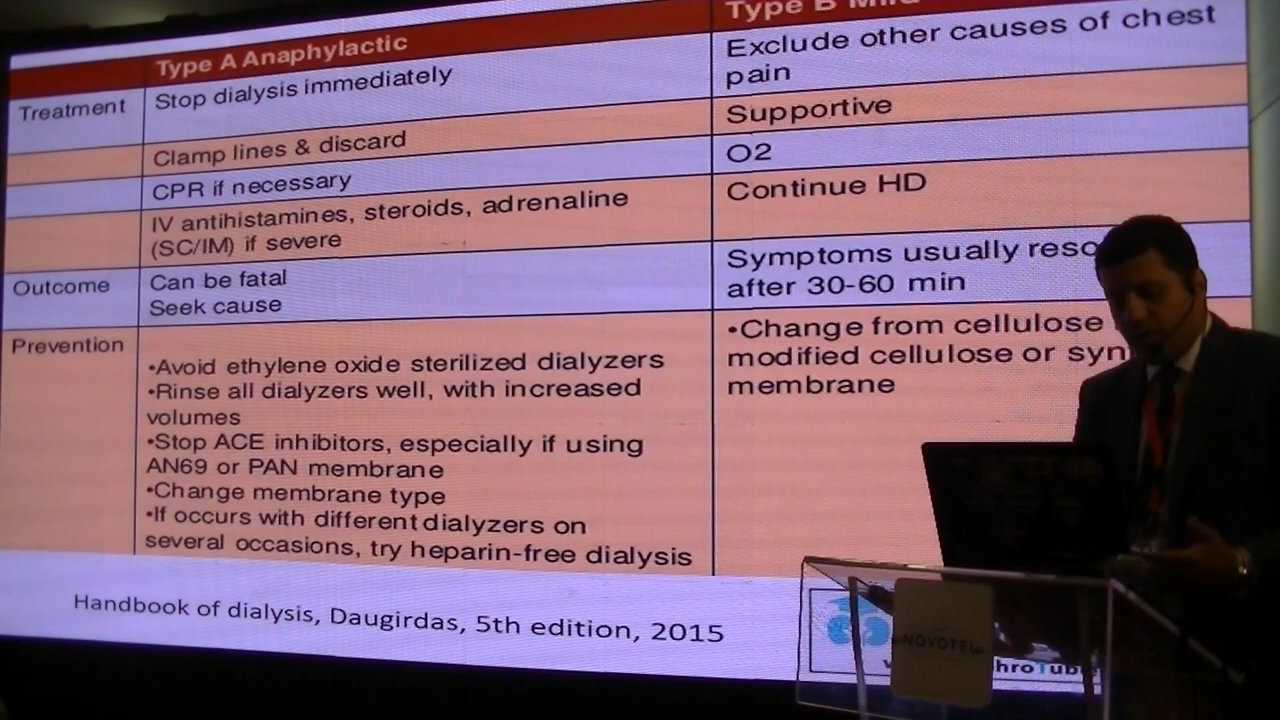 Type A Anaphylactic
Type B
Treatment
Stop dialysis immediately
Exclude other causes of chest
pain
Clamp lines & discard
Supportive
CPR if necessary
O2
IV antihistamines, steroids, adrenaline
(SC/IM) if severe
Continue HD
Outcome
Can be fatal
Seek cause
Symptoms usually
after 30-60 min
Prevention
•Avoid ethylene oxide sterilized dialyzers
•Rinse all dialyzers well, with increased
volumes
•Stop ACE inhibitors, especially if using
AN69 or PAN membrane
•Change membrane type
•If occurs with different dialyzers on
several occasions, try heparin-free dialysis
•Change from cellulose
modified cellulose or
membrane
Handbook of dialysis, Daugirdas, 5th edition, 2015
NOVOTEL